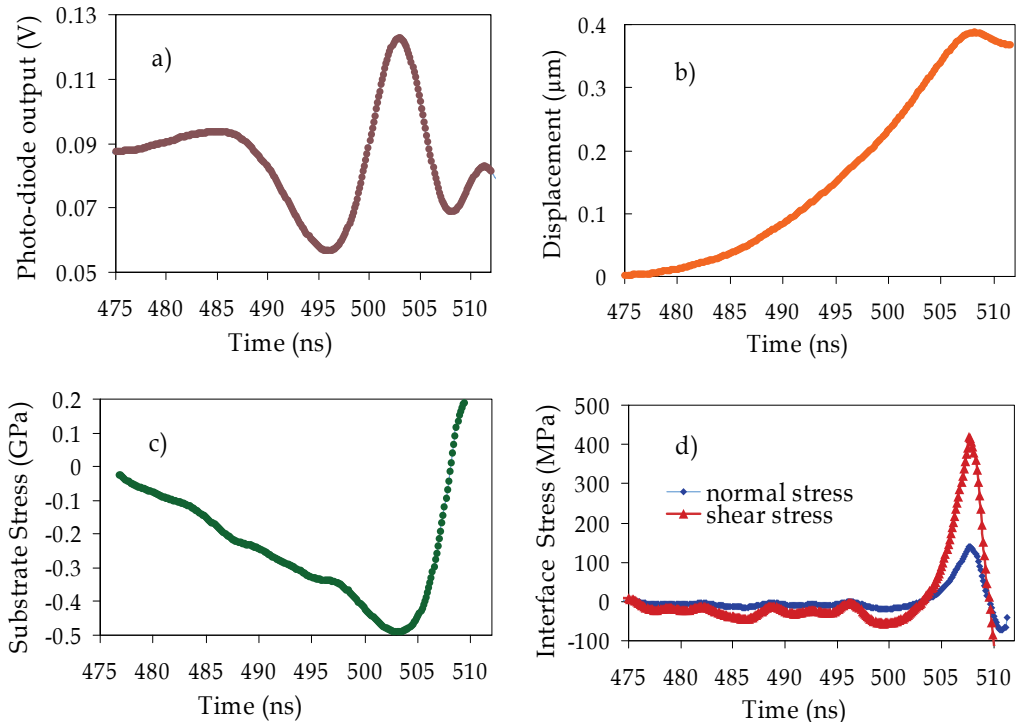 0.13
0.11
0.09
0.07
0.05
Photo-diode output (V)
a)
475 480 485 490 495 500 505 510
Time (ns)
0.4
0.3
0.2
0.1
0
Displacement (μm)
b)
475 480 485 490 495 500 505 510
Time (ns)
0.2
0.1
0
-0.1
-0.2
-0.3
-0.4
-0.5
Substrate Stress (GPa)
c)
475 480 485 490 495 500 505 510
Time (ns)
500
400
300
200
100
0
-100
Interface Stress (MPa)
d)
normal stress
shear stress
475 480 485 490 495 500 505 510
Time (ns)